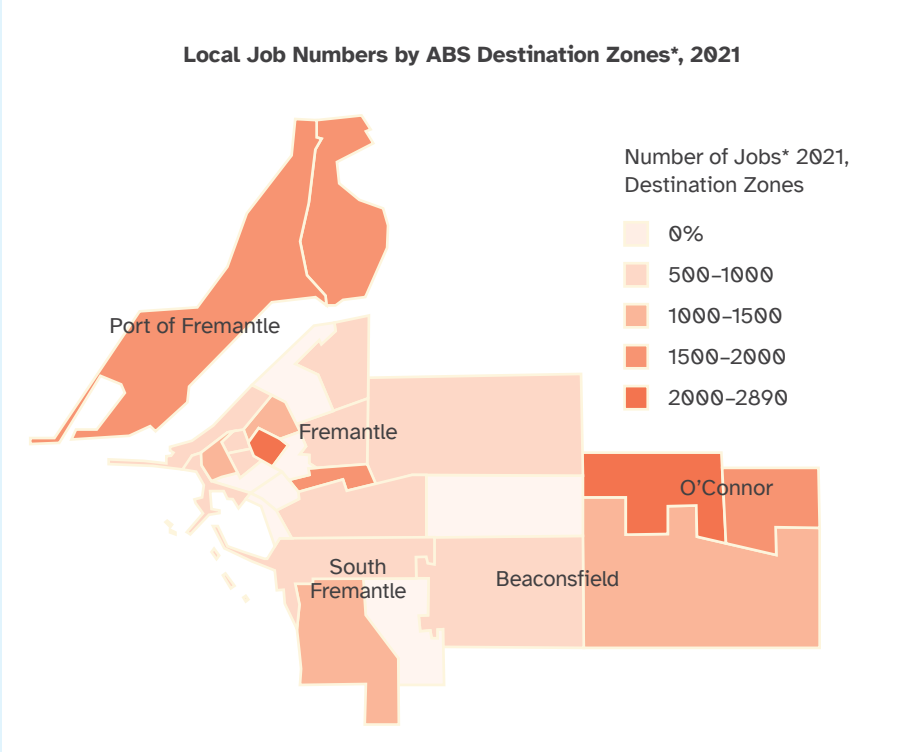 Local Job Numbers by ABS Destination Zones*, 2021
Number of Jobs* 2021,
Destination Zones
0%
500–1000
1000–1500
1500–2000
2000–2890
Port of Fremantle
Fremantle
O’Connor
South
Fremantle
Beaconsfield